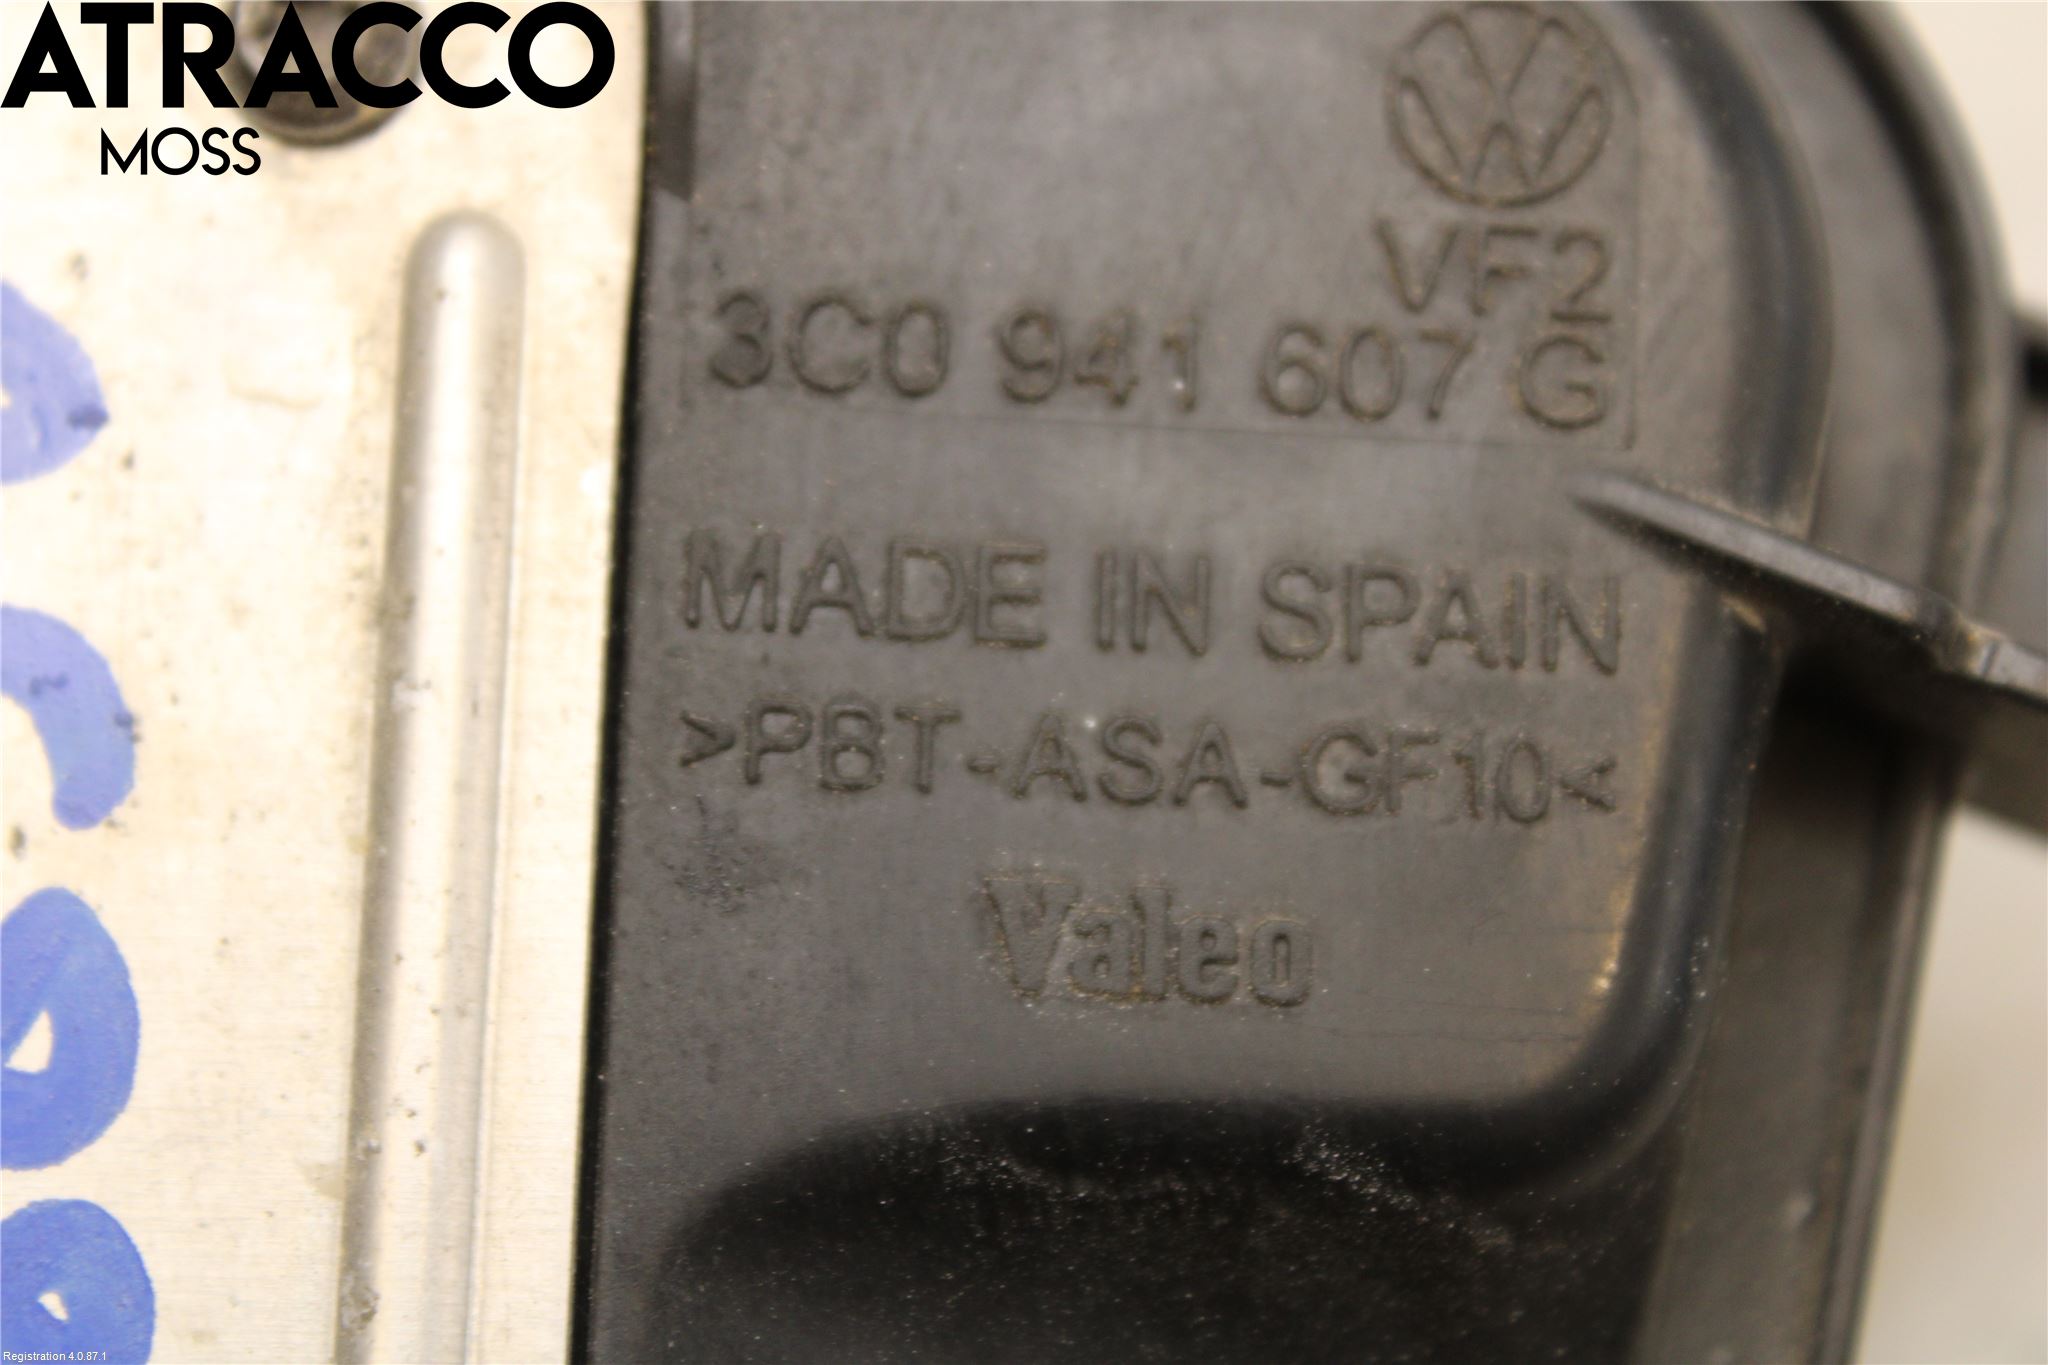 ATRACCO
MOSS
VF2
3C0 941 607 G
MADE IN SPAIN
>PBT-ASA-GF10<
Valeo
Registration 4.0.87.1